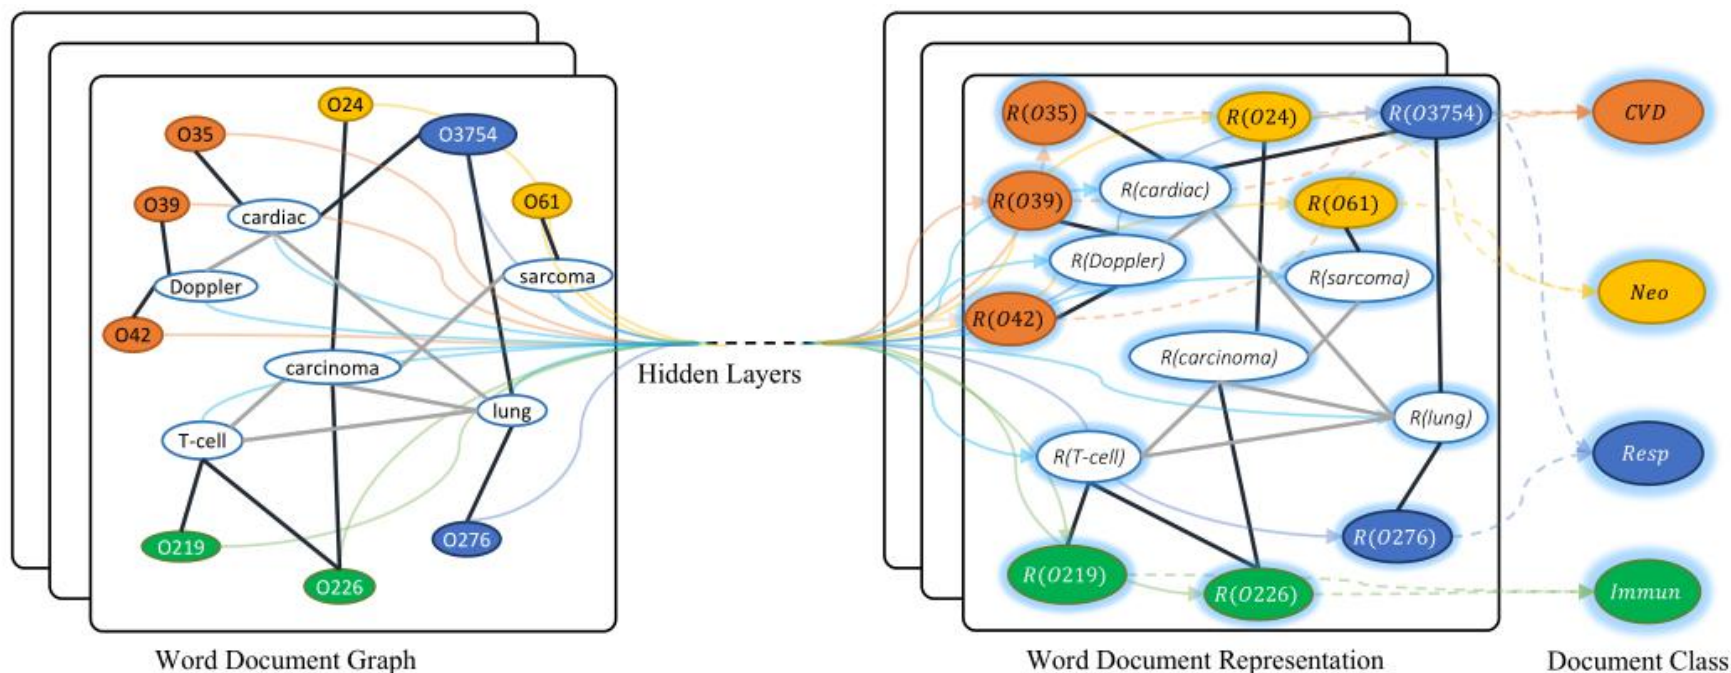 O24
O35
O3754
O39
O61
cardiac
sarcoma
Doppler
O42
carcinoma
lung
T-cell
O219
O276
O226
Word Document Graph
Hidden Layers
R(O35)
R(O24)
R(O3754)
R(cardiac)
R(O39)
R(O61)
R(Doppler)
R(sarcoma)
R(O42)
R(carcinoma)
R(lung)
R(T-cell)
R(O276)
R(O219)
R(O226)
Word Document Representation
CVD
Neo
Resp
Immun
Document Class